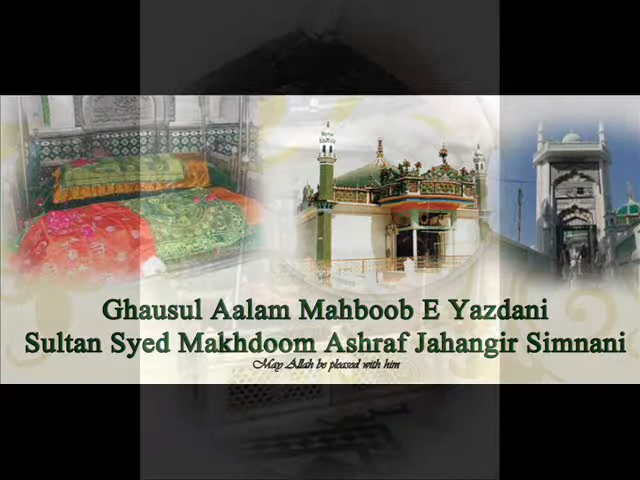 Ghausul Aalam Mahboob E Yazdani
Sultan Syed Makhdoom Ashraf Jahangir Simnani
May Allah be pleased with him